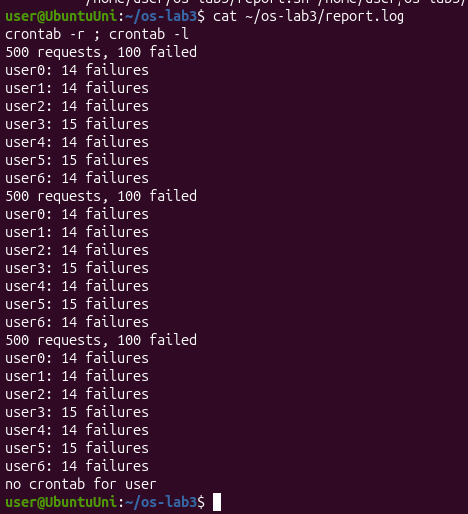 /home/user/os-lab3/report.sh /home/user/os-lab3/
user@UbuntuUni:~/os-lab3$ cat ~/os-lab3/report.log
crontab -r ; crontab -l
500 requests, 100 failed
user0: 14 failures
user1: 14 failures
user2: 14 failures
user3: 15 failures
user4: 14 failures
user5: 15 failures
user6: 14 failures
500 requests, 100 failed
user0: 14 failures
user1: 14 failures
user2: 14 failures
user3: 15 failures
user4: 14 failures
user5: 15 failures
user6: 14 failures
500 requests, 100 failed
user0: 14 failures
user1: 14 failures
user2: 14 failures
user3: 15 failures
user4: 14 failures
user5: 15 failures
user6: 14 failures
no crontab for user
user@UbuntuUni:~/os-lab3$